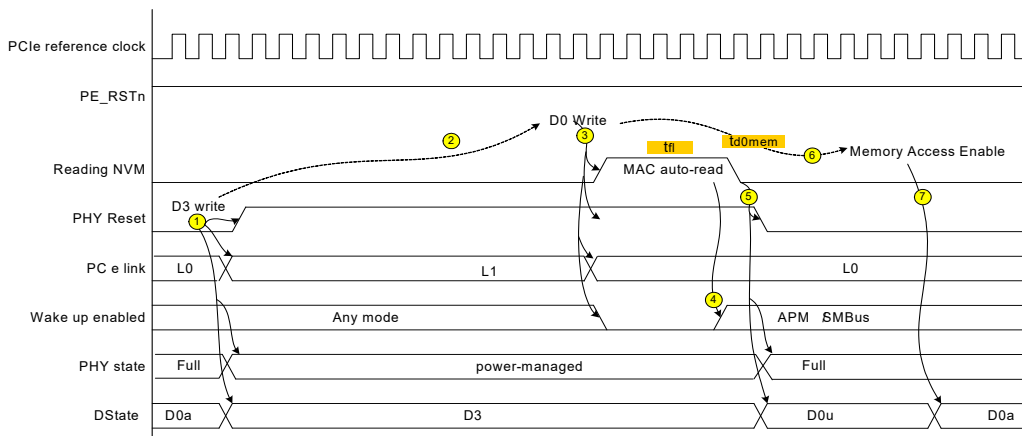 PCIe reference clock
PE_RSTn
D0 Write
3
2
tfl
td0mem
6
Memory Access Enable
Reading NVM
MAC auto-read
D3 write
5
7
PHY Reset
1
PC e link
L0
L1
L0
4
Wake up enabled
Any mode
APM / SMBus
PHY state
Full
power-managed
Full
DState
D0a
D3
D0u
D0a